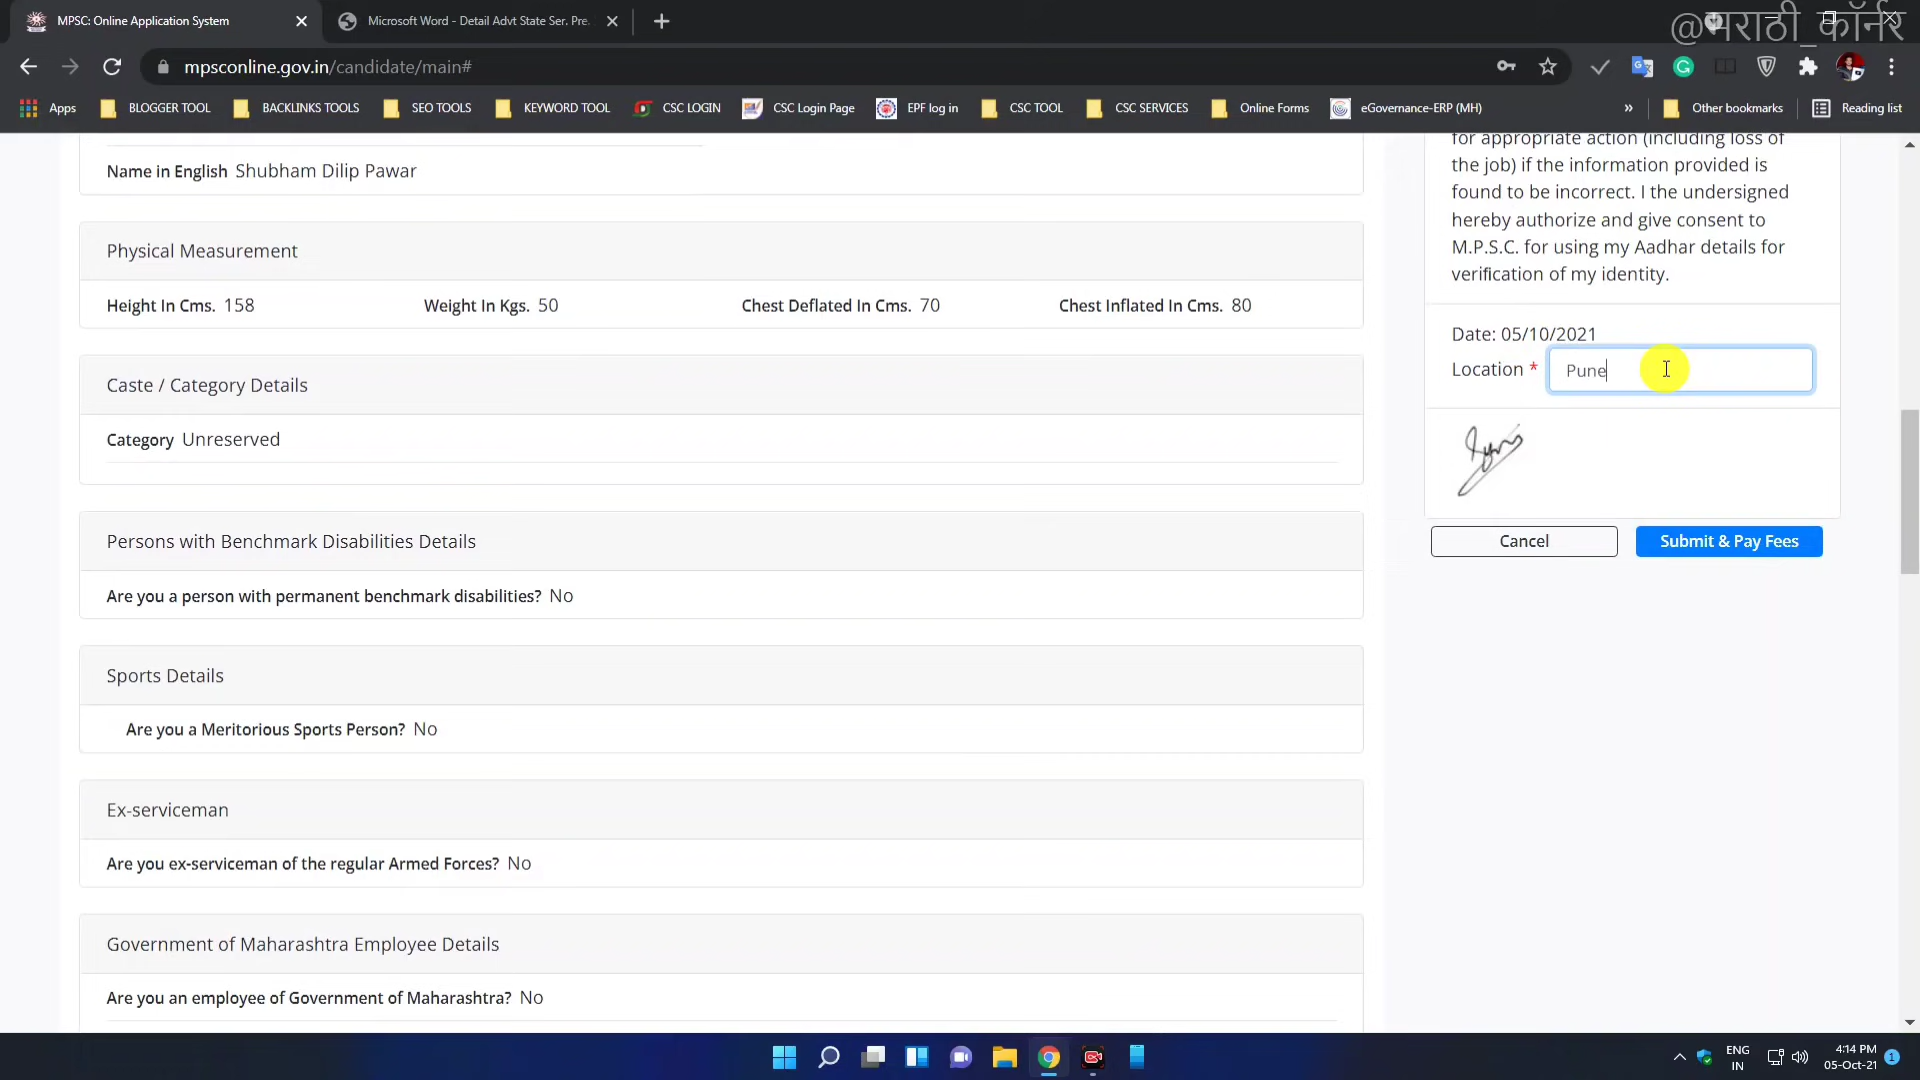 MPSC: Online Application System
Microsoft Word - Detail Advt State Ser. Pre.
@मराठी_कॉर्नर
mpsconline.gov.in/candidate/main#
Apps
BLOGGER TOOL
BACKLINKS TOOLS
SEO TOOLS
KEYWORD TOOL
CSC LOGIN
CSC Login Page
EPF log in
CSC TOOL
CSC SERVICES
Online Forms
eGovernance-ERP (MH)
»
Other bookmarks
Reading list
Name in English Shubham Dilip Pawar
Physical Measurement
Height In Cms. 158 Weight In Kgs. 50 Chest Deflated In Cms. 70 Chest Inflated In Cms. 80
Caste / Category Details
Category Unreserved
Persons with Benchmark Disabilities Details
Are you a person with permanent benchmark disabilities? No
Sports Details
Are you a Meritorious Sports Person? No
Ex-serviceman
Are you ex-serviceman of the regular Armed Forces? No
Government of Maharashtra Employee Details
Are you an employee of Government of Maharashtra? No
for appropriate action (including loss of
the job) if the information provided is
found to be incorrect. I the undersigned
hereby authorize and give consent to
M.P.S.C. for using my Aadhar details for
verification of my identity.
Date: 05/10/2021
Location * Pune
Cancel
Submit & Pay Fees
ENG
IN
4:14 PM
05-Oct-21
1